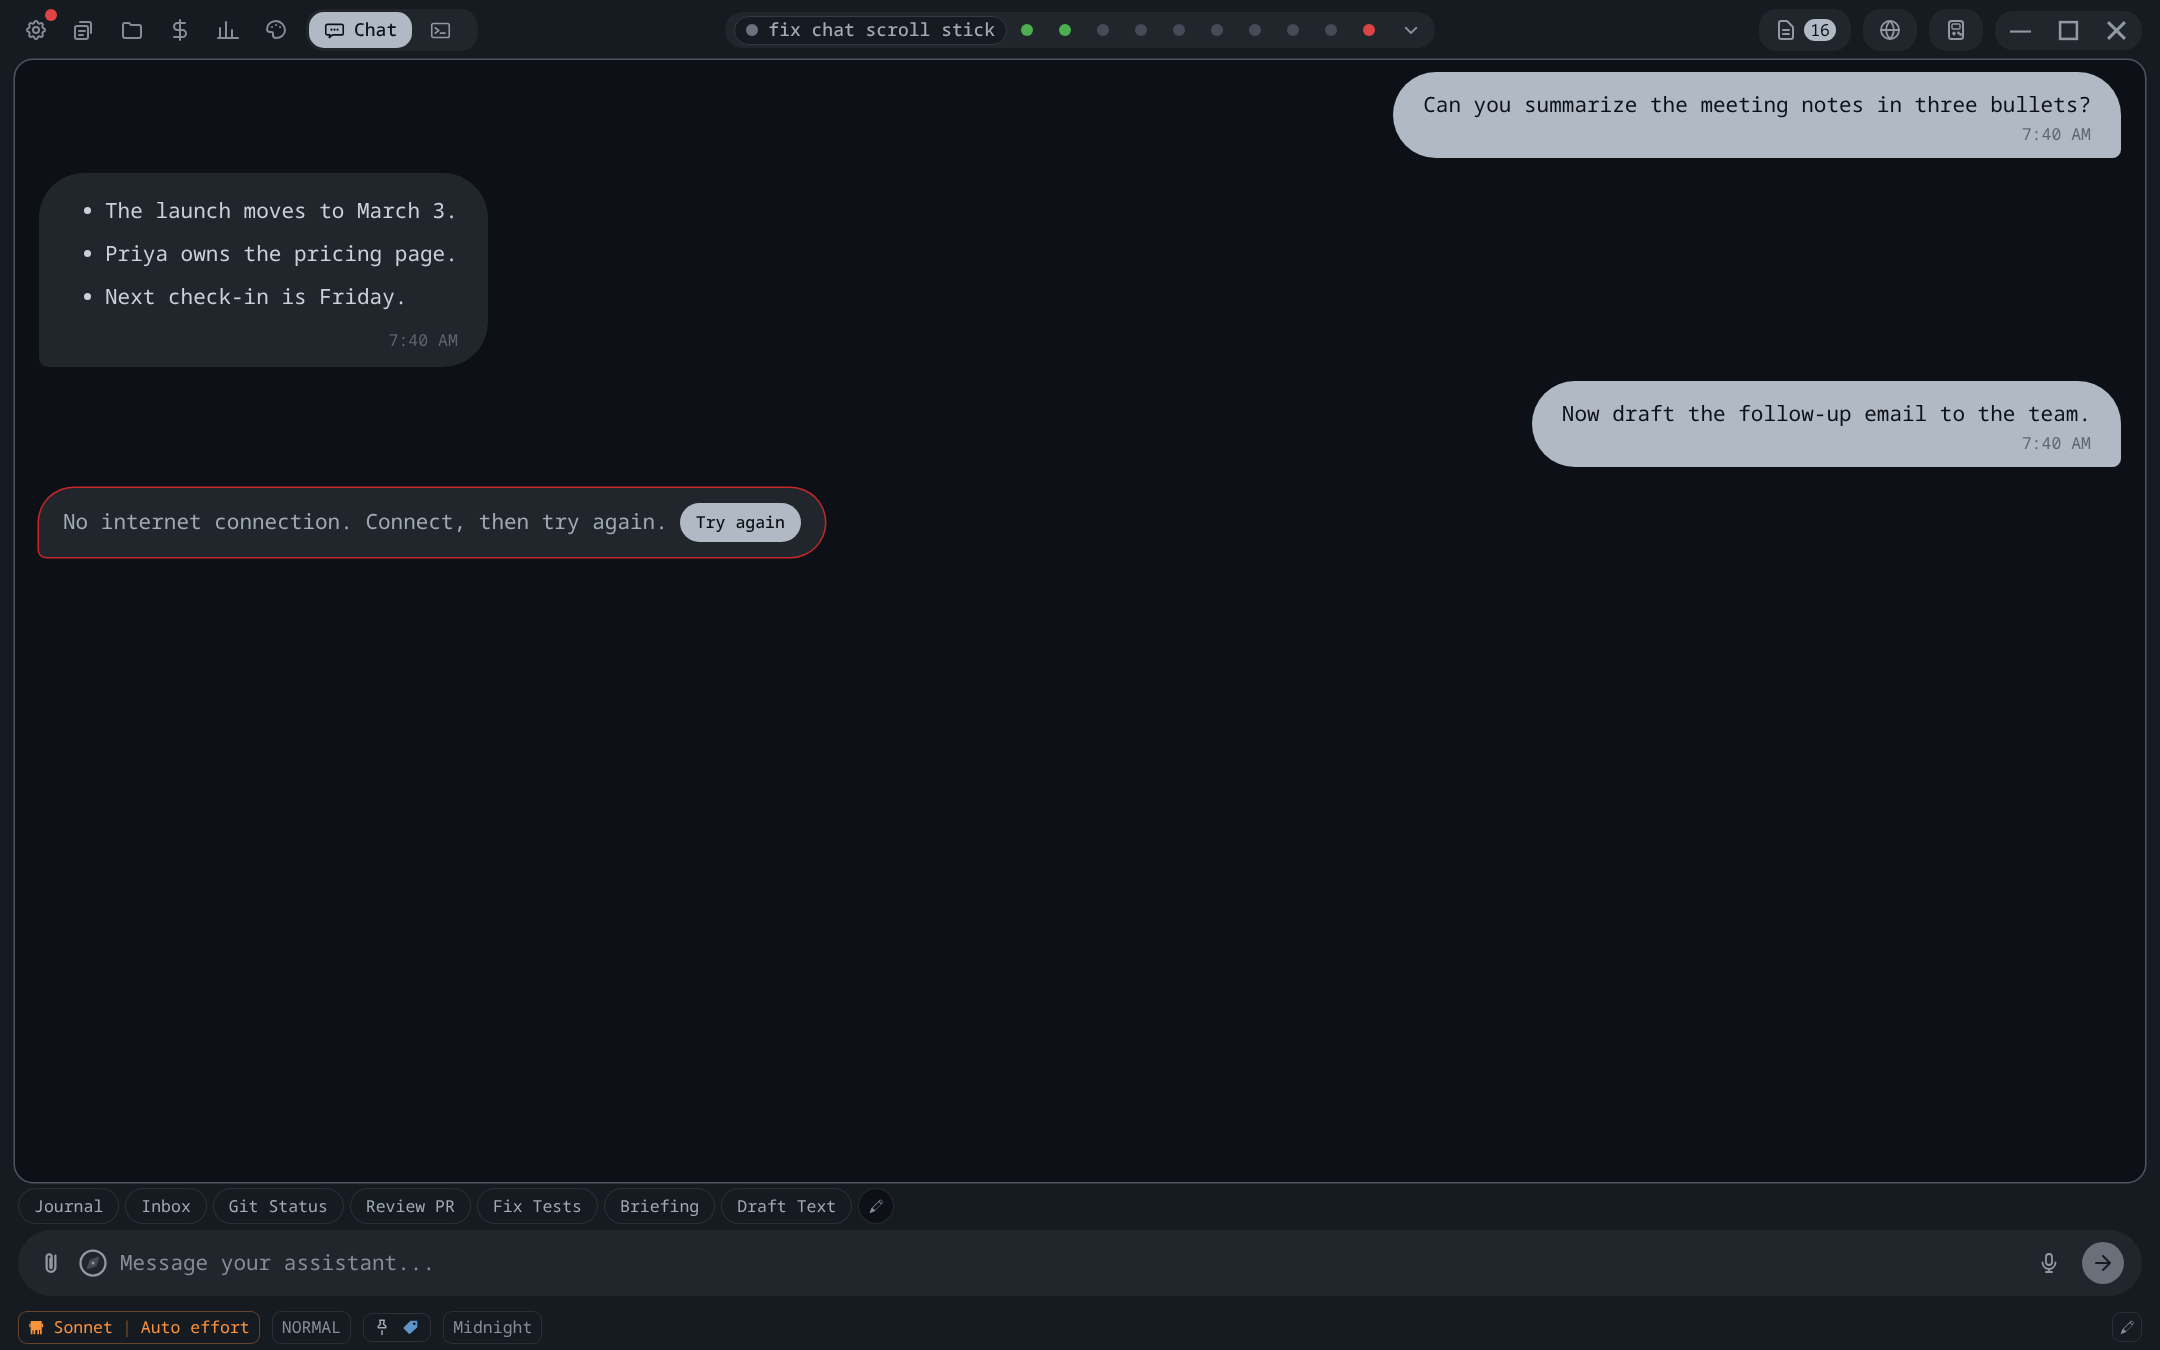 Chat
fix chat scroll stick
16
Can you summarize the meeting notes in three bullets?
7:40 AM
• The launch moves to March 3.
• Priya owns the pricing page.
• Next check-in is Friday.
7:40 AM
Now draft the follow-up email to the team.
7:40 AM
No internet connection. Connect, then try again. Try again
Journal Inbox Git Status Review PR Fix Tests Briefing Draft Text
Message your assistant...
Sonnet | Auto effort NORMAL Midnight